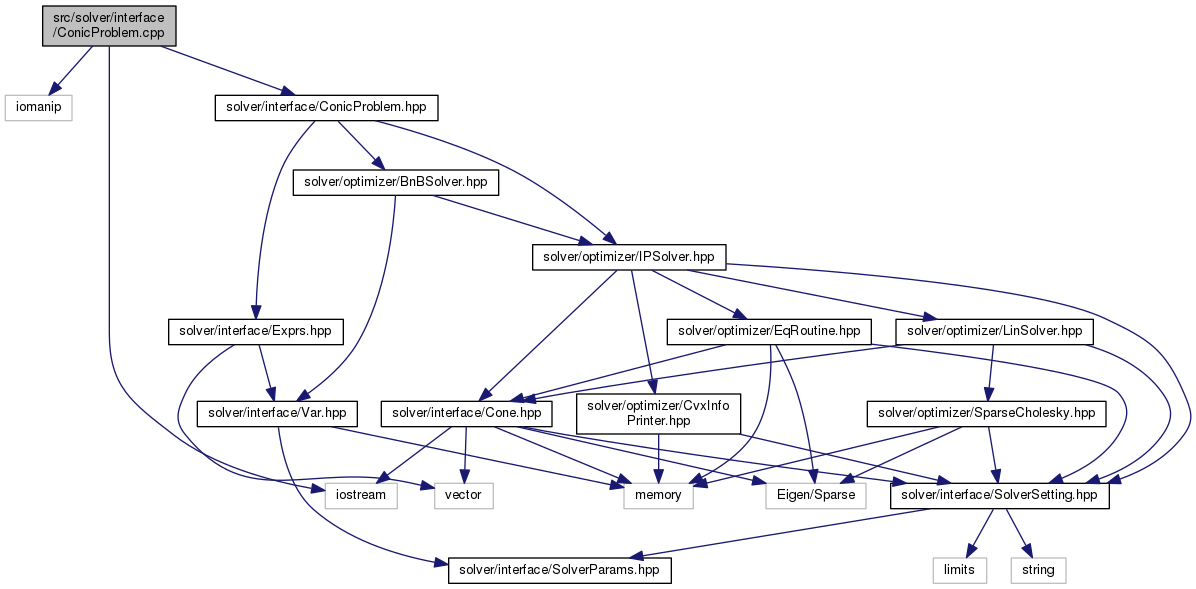 src/solver/interface
/ConicProblem.cpp
iomanip
solver/interface/ConicProblem.hpp
solver/optimizer/BnBSolver.hpp
solver/optimizer/IPSolver.hpp
solver/interface/Exprs.hpp
solver/optimizer/EqRoutine.hpp
solver/optimizer/LinSolver.hpp
solver/interface/Var.hpp
solver/interface/Cone.hpp
solver/optimizer/CvxInfo
Printer.hpp
solver/optimizer/SparseCholesky.hpp
iostream
vector
memory
Eigen/Sparse
solver/interface/SolverSetting.hpp
solver/interface/SolverParams.hpp
limits
string